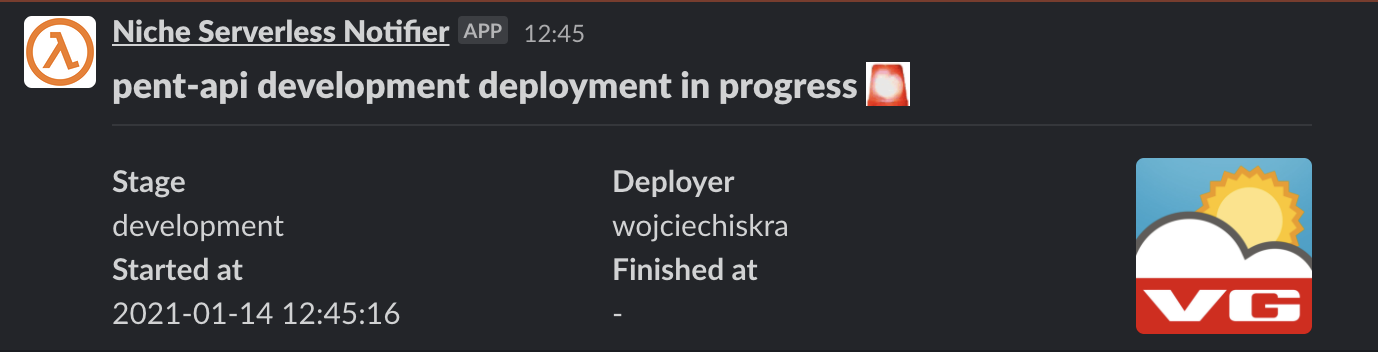 Niche Serverless Notifier APP 12:45
pent-api development deployment in progress
Stage
development
Deployer
wojciechiskra
Started at
2021-01-14 12:45:16
Finished at
-
VG